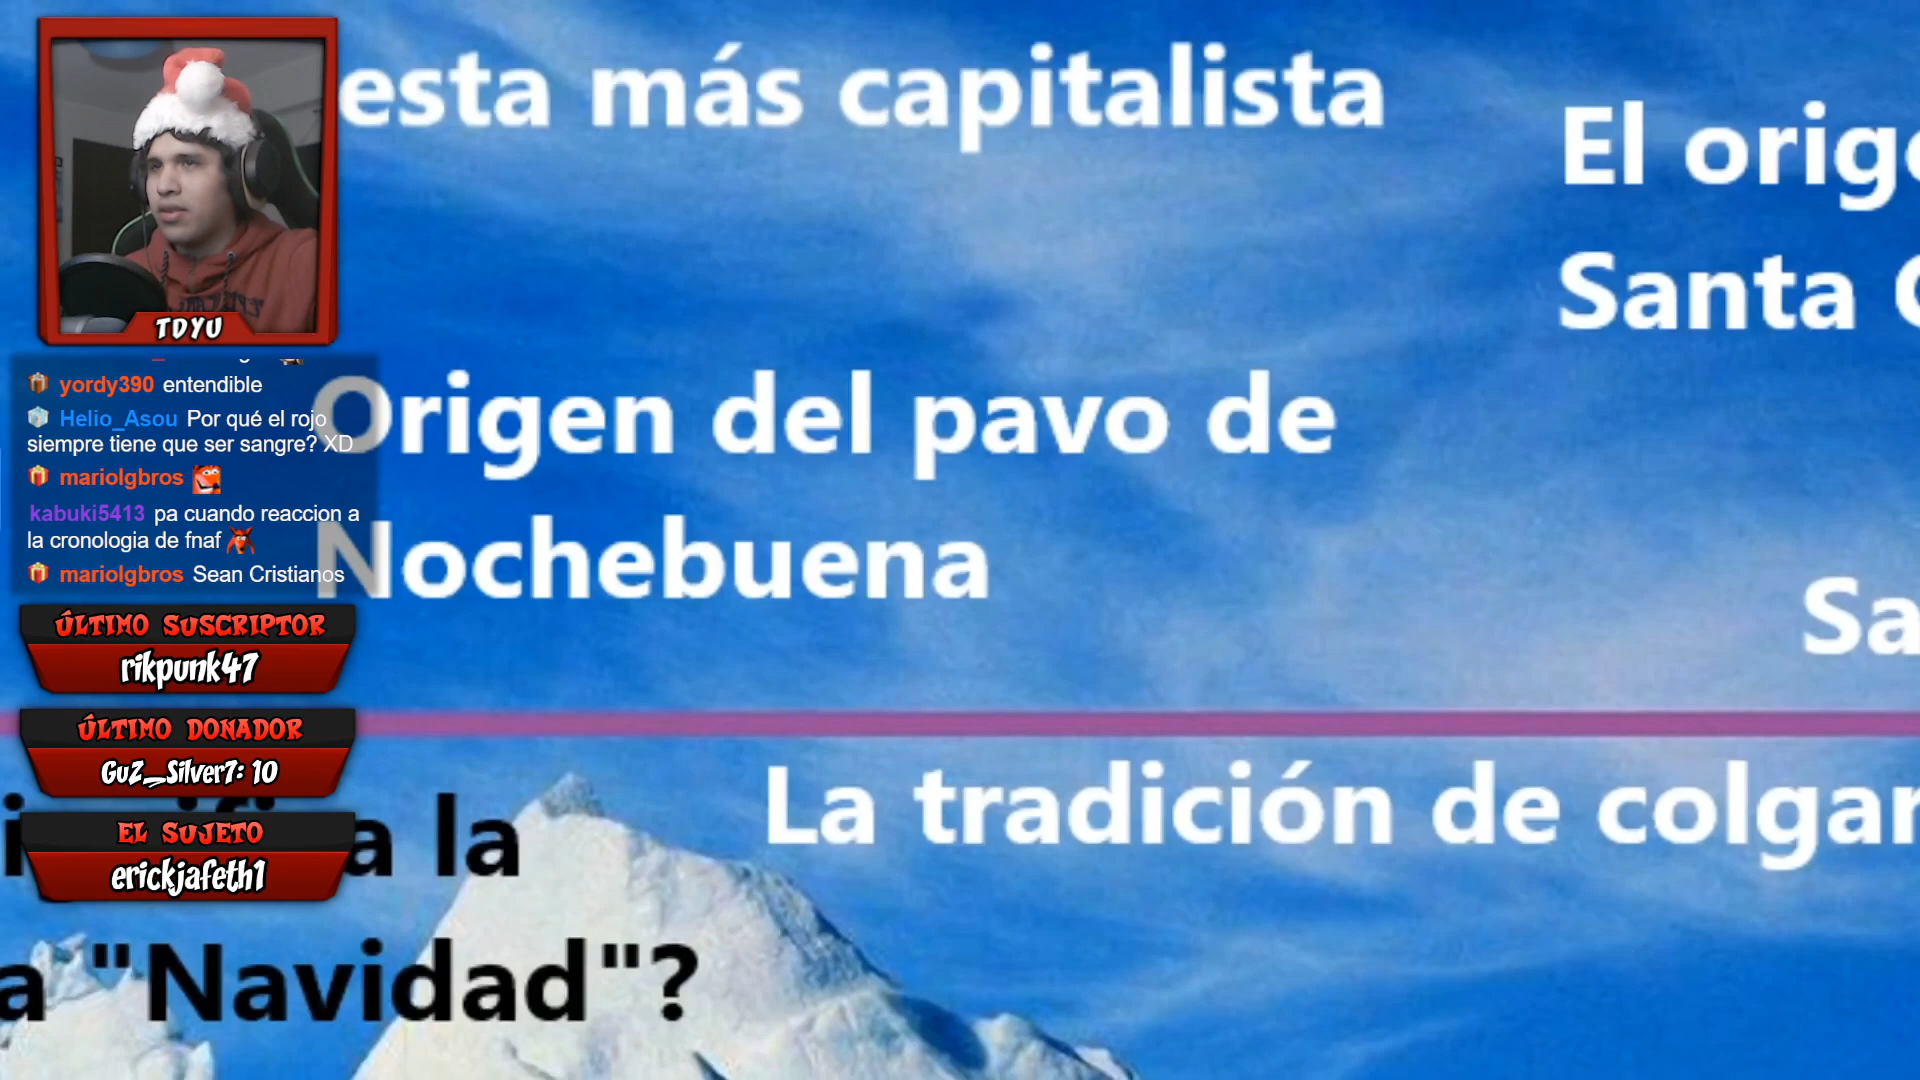 esta más capitalista
El orige
Santa C
TDYU
yordy390 entendible
Helio_Asou Por qué el rojo
siempre tiene que ser sangre? XD
mariolgbros
kabuki5413 pa cuando reaccion a
la cronologia de fnaf
mariolgbros Sean Cristianos
Origen del pavo de
Nochebuena
Sa
ÚLTIMO SUSCRIPTOR
rikpunk47
ÚLTIMO DONADOR
GuZ_Silver7: 10
EL SUJETO
erickjafeth1
La tradición de colgar
a la
a "Navidad"?